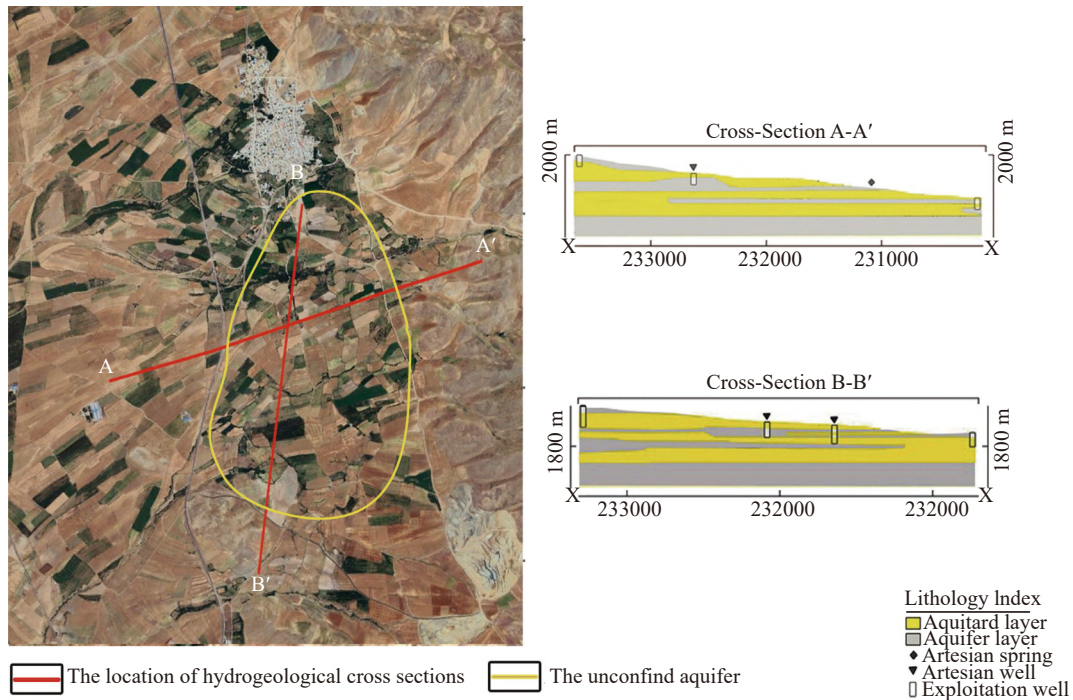 B
A′
A
B′
Cross-Section A-A′
2000 m
2000 m
X
X
233000
232000
231000
Cross-Section B-B′
1800 m
1800 m
X
X
233000
232000
232000
Lithology lndex
Aquitard layer
Aquifer layer
Artesian spring
Artesian well
Exploitation well
The location of hydrogeological cross sections
The unconfind aquifer